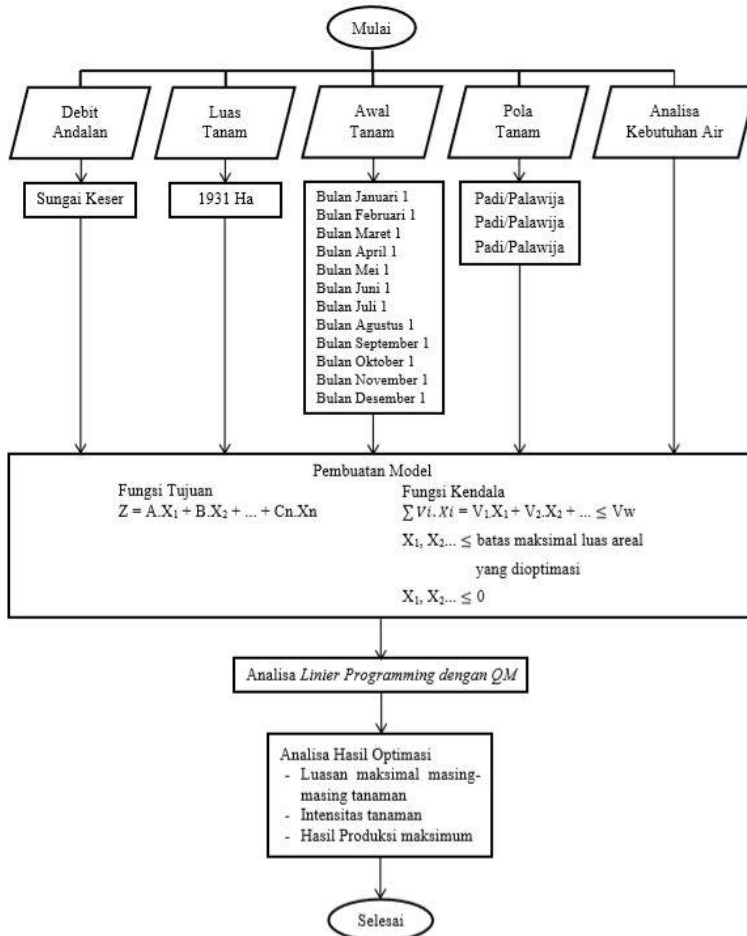 Mulai
Debit
Andalan
Luas
Tanam
Awal
Tanam
Pola
Tanam
Analisa
Kebutuhan Air
Sungai Keser
1931 Ha
Bulan Januari 1
Bulan Februari 1
Bulan Maret 1
Bulan April 1
Bulan Mei 1
Bulan Juni 1
Bulan Juli 1
Bulan Agustus 1
Bulan September 1
Bulan Oktober 1
Bulan November 1
Bulan Desember 1
Padi/Palawija
Padi/Palawija
Padi/Palawija
Pembuatan Model
Fungsi Tujuan
Z = A.X₁ + B.X₂ + ... + Cn.Xn
Fungsi Kendala
∑Vi.Xi = V₁.X₁ + V₂.X₂ + ... ≤ Vw
X₁, X₂... ≤ batas maksimal luas areal
yang dioptimasi
X₁, X₂... ≤ 0
Analisa Linier Programming dengan QM
Analisa Hasil Optimasi
- Luasan maksimal masing-
masing tanaman
- Intensitas tanaman
- Hasil Produksi maksimum
Selesai